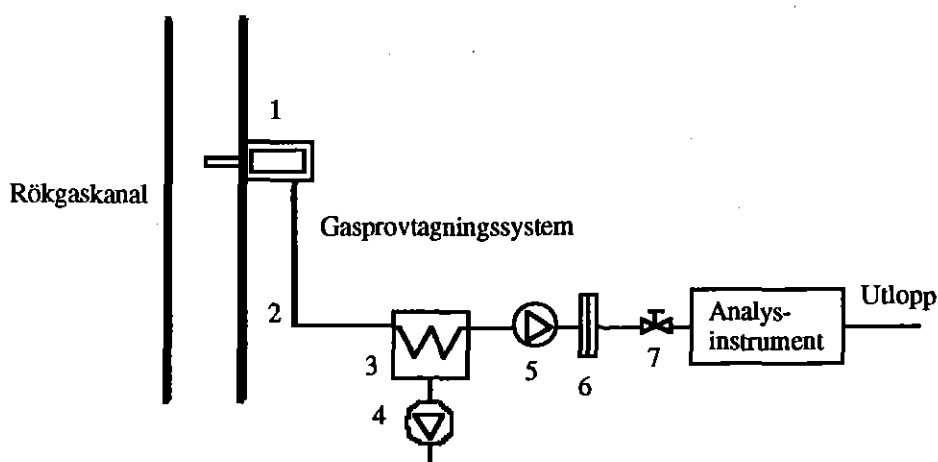 1
Rökgaskanal
Gasprovtagningssystem
2
3
4
5
6
7
Analys-
instrument
Utlopp